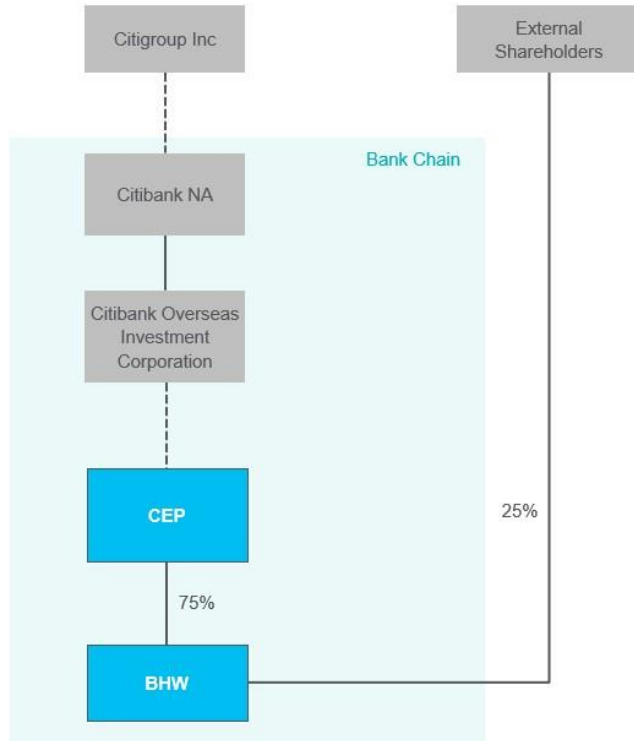 Citigroup Inc
External
Shareholders
Bank Chain
Citibank NA
Citibank Overseas
Investment
Corporation
CEP
25%
75%
BHW